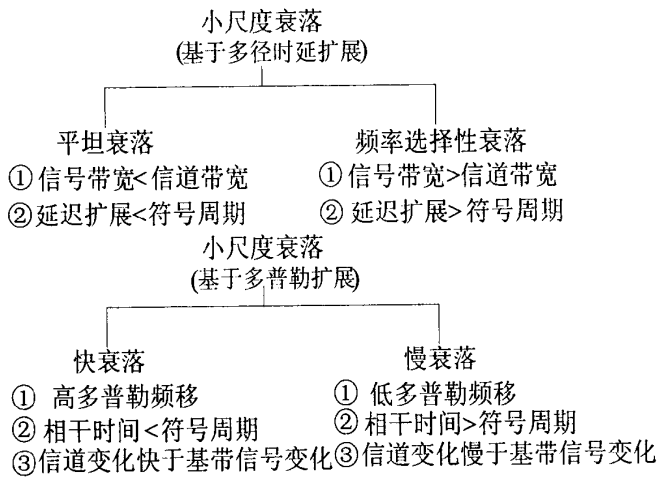 小尺度衰落
(基于多径时延扩展)
平坦衰落
①信号带宽<信道带宽
②延迟扩展<符号周期
频率选择性衰落
①信号带宽>信道带宽
②延迟扩展>符号周期
小尺度衰落
(基于多普勒扩展)
快衰落
①高多普勒频移
②相干时间<符号周期
③信道变化快于基带信号变化
慢衰落
①低多普勒频移
②相干时间>符号周期
③信道变化慢于基带信号变化